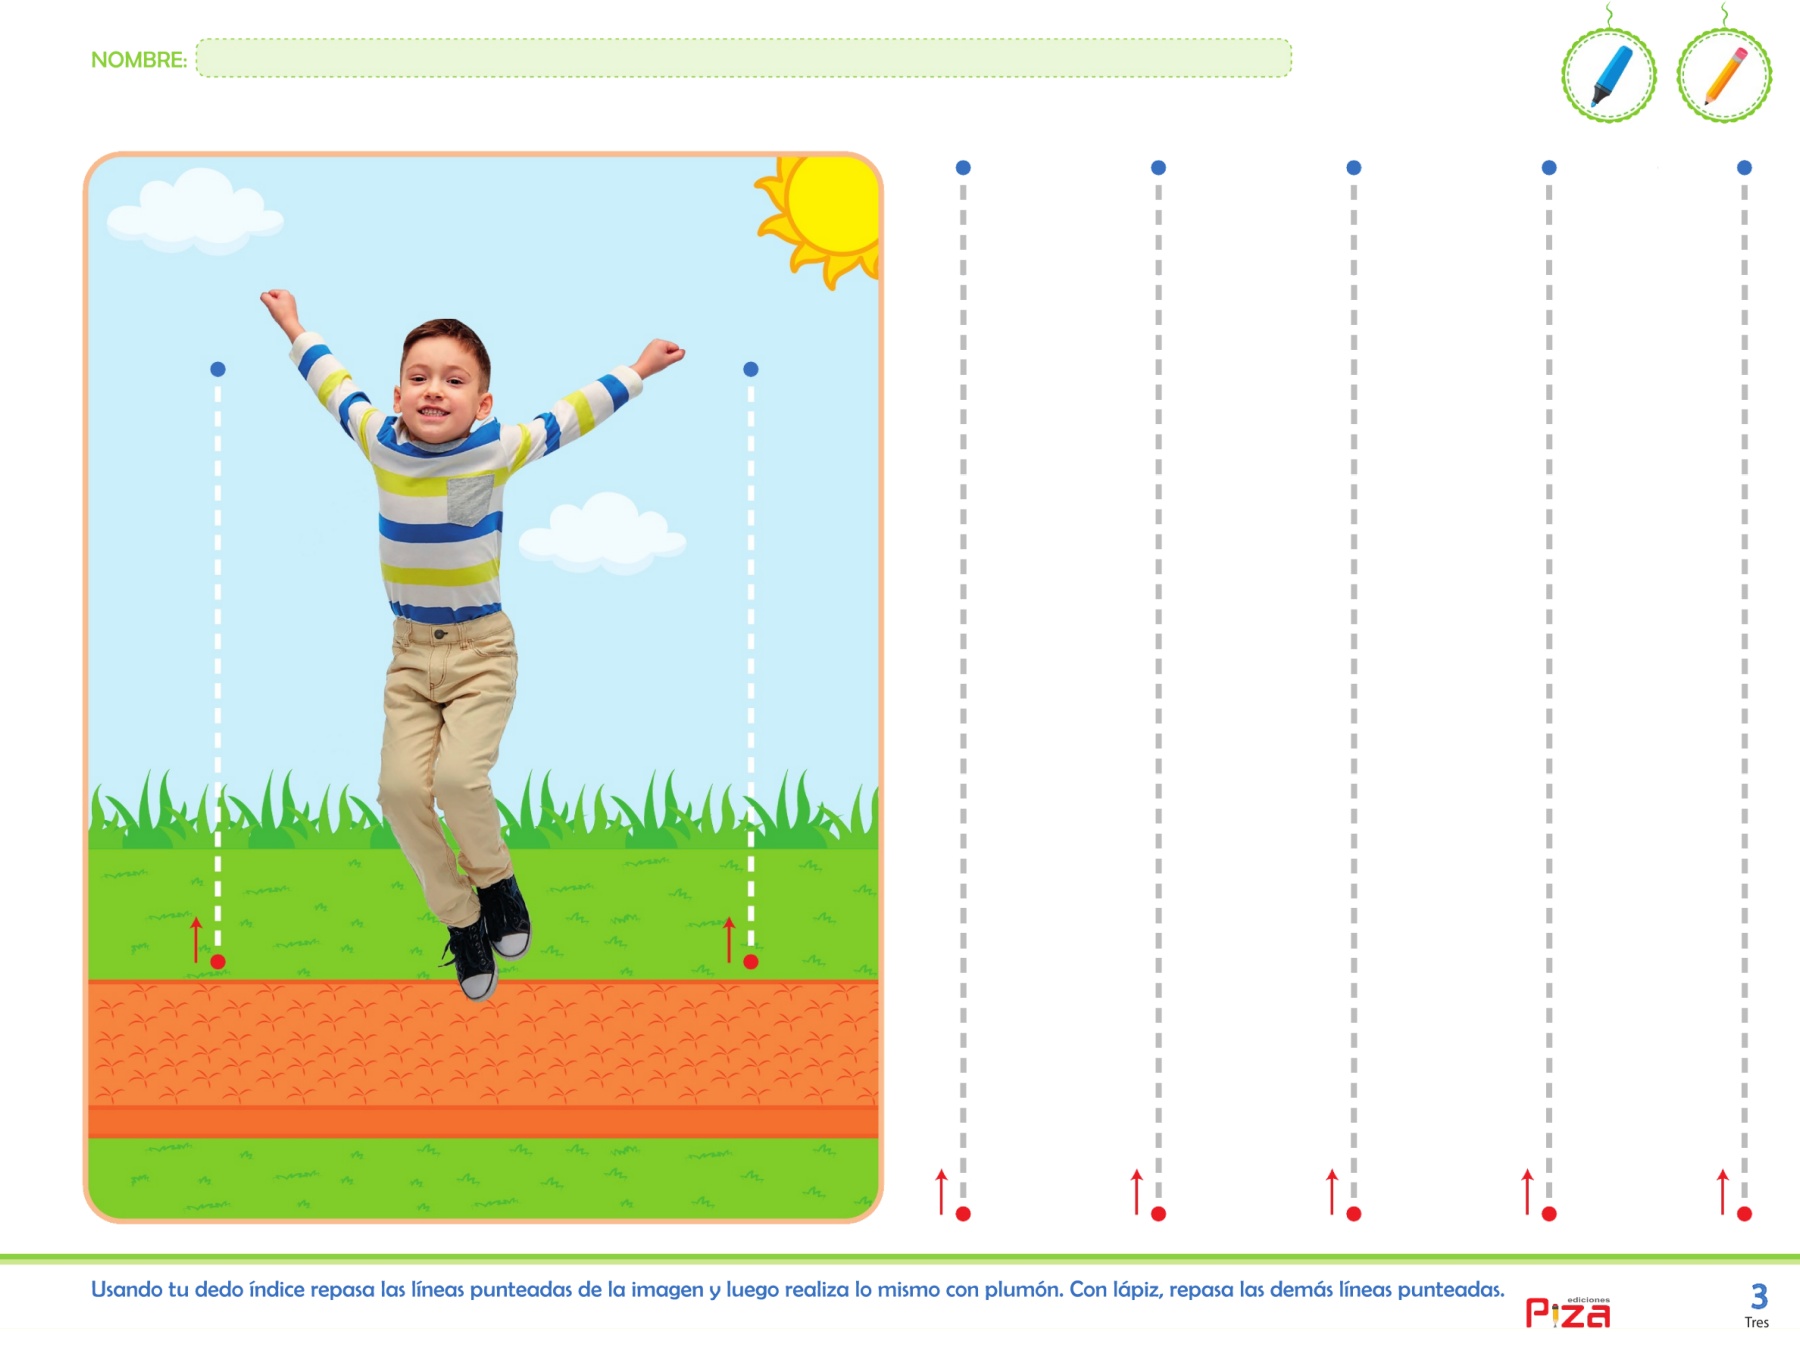 NOMBRE:
Usando tu dedo índice repasa las líneas punteadas de la imagen y luego realiza lo mismo con plumón. Con lápiz, repasa las demás líneas punteadas.
ediciones
Piza
3
Tres